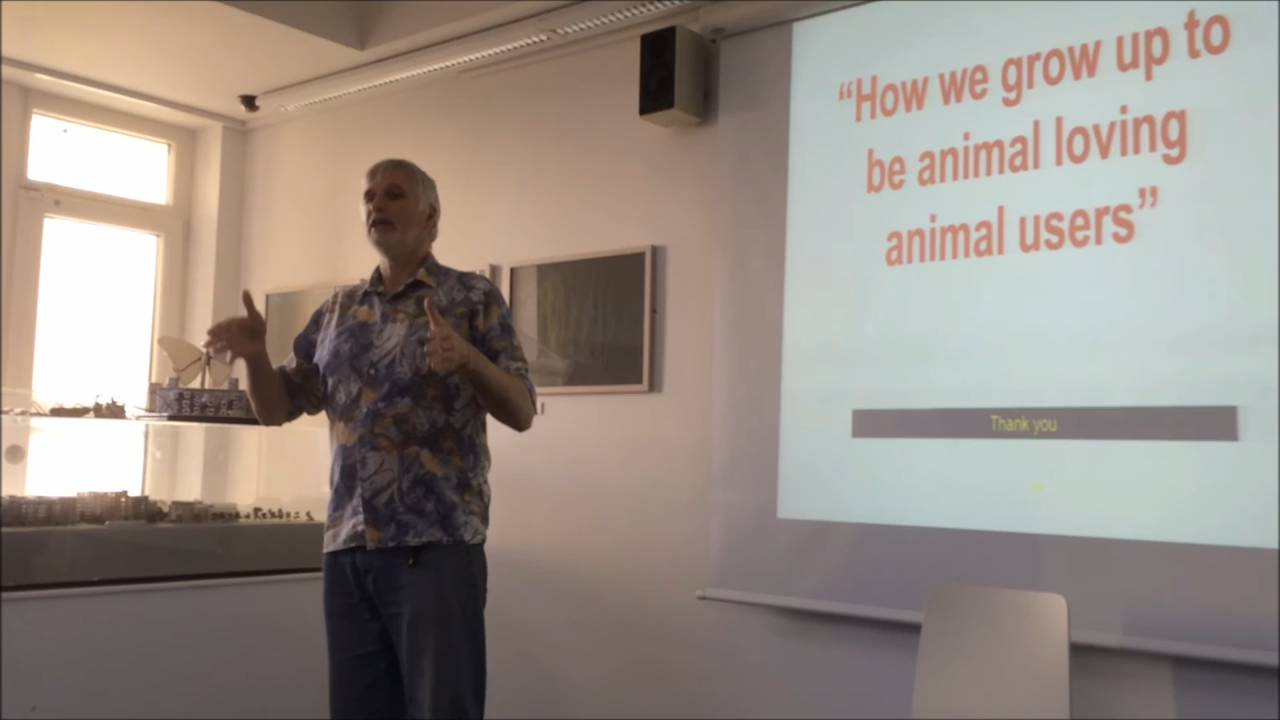 “How we grow up to
be animal loving
animal users”
Thank you